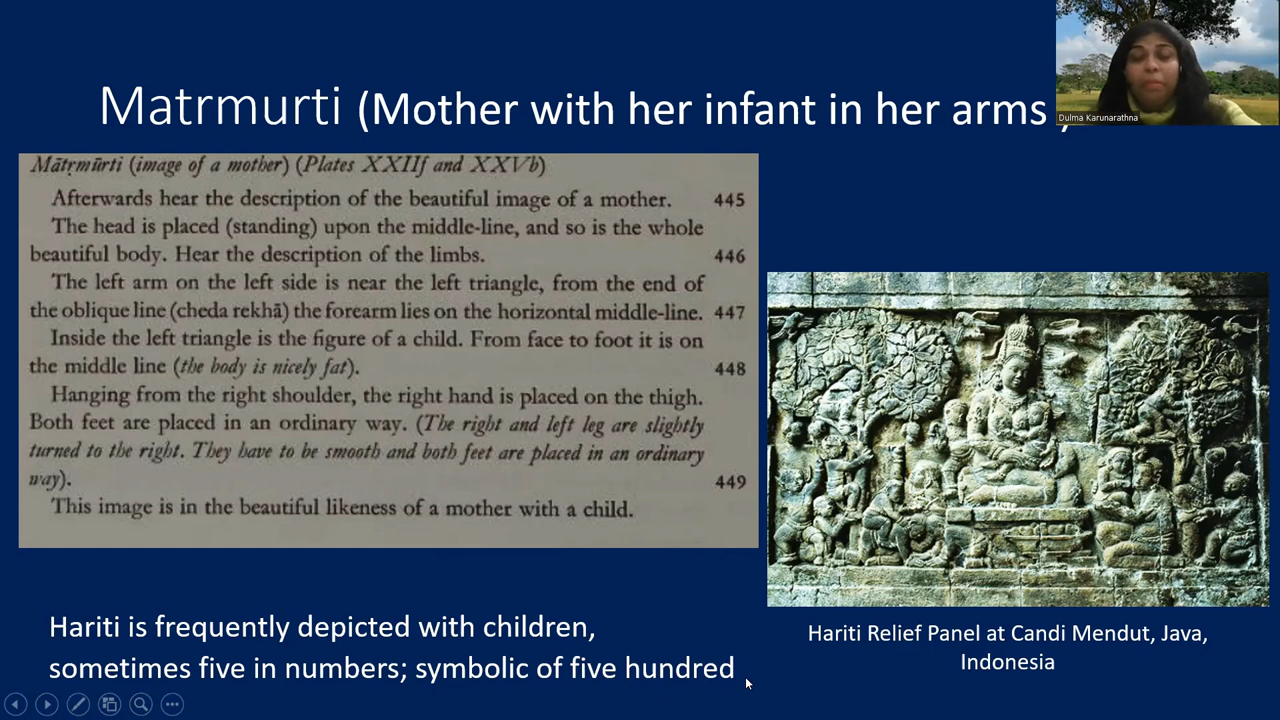 Matrmurti (Mother with her infant in her arms )
Dulma Karunarathna
Mātṛmūrti (image of a mother) (Plates XXIIf and XXVb)
Afterwards hear the description of the beautiful image of a mother. 445
The head is placed (standing) upon the middle-line, and so is the whole
beautiful body. Hear the description of the limbs. 446
The left arm on the left side is near the left triangle, from the end of
the oblique line (cheda rekhā) the forearm lies on the horizontal middle-line. 447
Inside the left triangle is the figure of a child. From face to foot it is on
the middle line (the body is nicely fat). 448
Hanging from the right shoulder, the right hand is placed on the thigh.
Both feet are placed in an ordinary way. (The right and left leg are slightly
turned to the right. They have to be smooth and both feet are placed in an ordinary
way). 449
This image is in the beautiful likeness of a mother with a child.
Hariti is frequently depicted with children,
sometimes five in numbers; symbolic of five hundred
Hariti Relief Panel at Candi Mendut, Java,
Indonesia